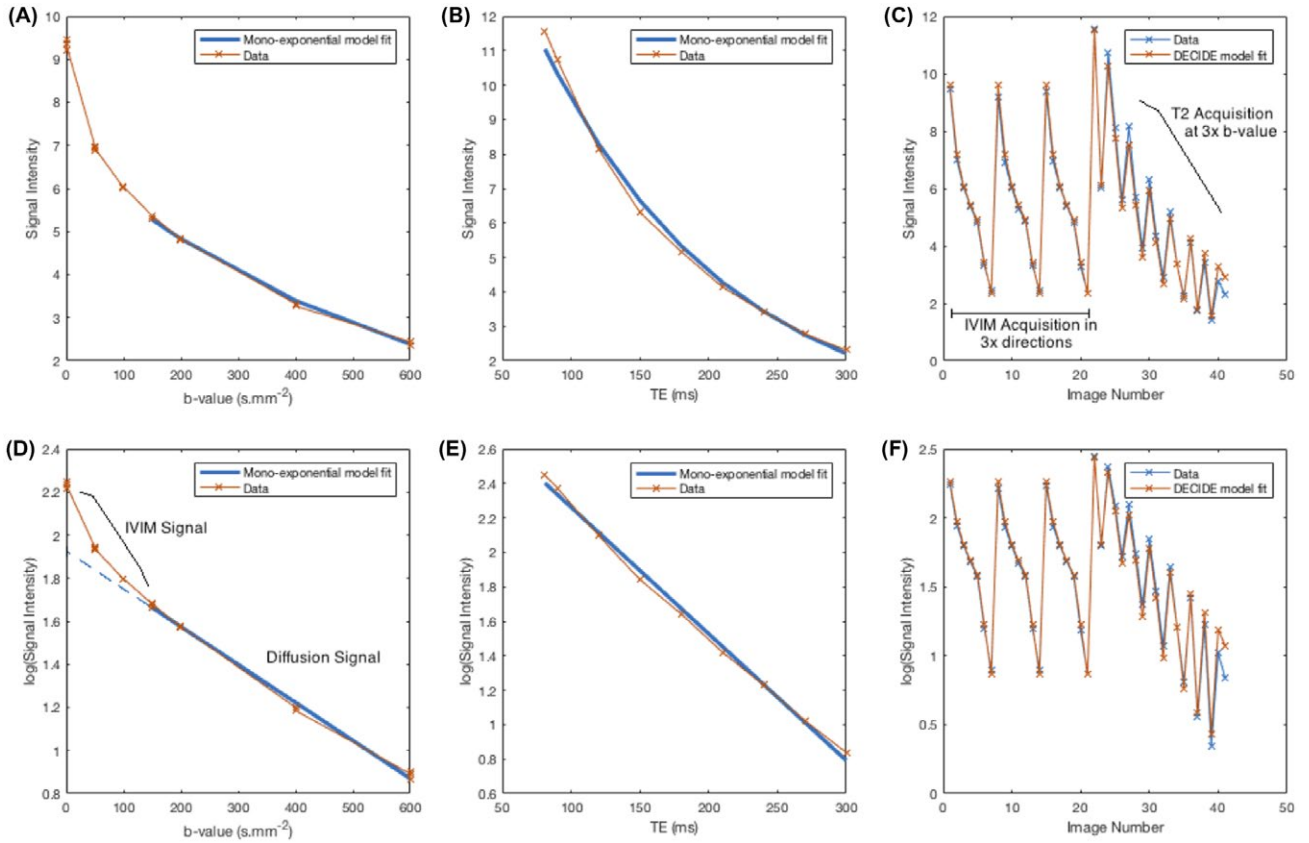 (A)
10
9
8
7
6
5
4
3
2
Signal Intensity
0 100 200 300 400 500 600
b-value (s.mm⁻²)
Mono-exponential model fit
Data
(B)
12
11
10
9
8
7
6
5
4
3
2
Signal Intensity
50 100 150 200 250 300
TE (ms)
Mono-exponential model fit
Data
(C)
12
10
8
6
4
2
0
Signal Intensity
0 10 20 30 40 50
Image Number
Data
DECIDE model fit
T2 Acquisition
at 3x b-value
IVIM Acquisition in
3x directions
(D)
2.4
2.2
2
1.8
1.6
1.4
1.2
1
0.8
log(Signal Intensity)
0 100 200 300 400 500 600
b-value (s.mm⁻²)
Mono-exponential model fit
Data
IVIM Signal
Diffusion Signal
(E)
2.6
2.4
2.2
2
1.8
1.6
1.4
1.2
1
0.8
0.6
log(Signal Intensity)
50 100 150 200 250 300
TE (ms)
Mono-exponential model fit
Data
(F)
2.5
2
1.5
1
0.5
0
log(Signal Intensity)
0 10 20 30 40 50
Image Number
Data
DECIDE model fit